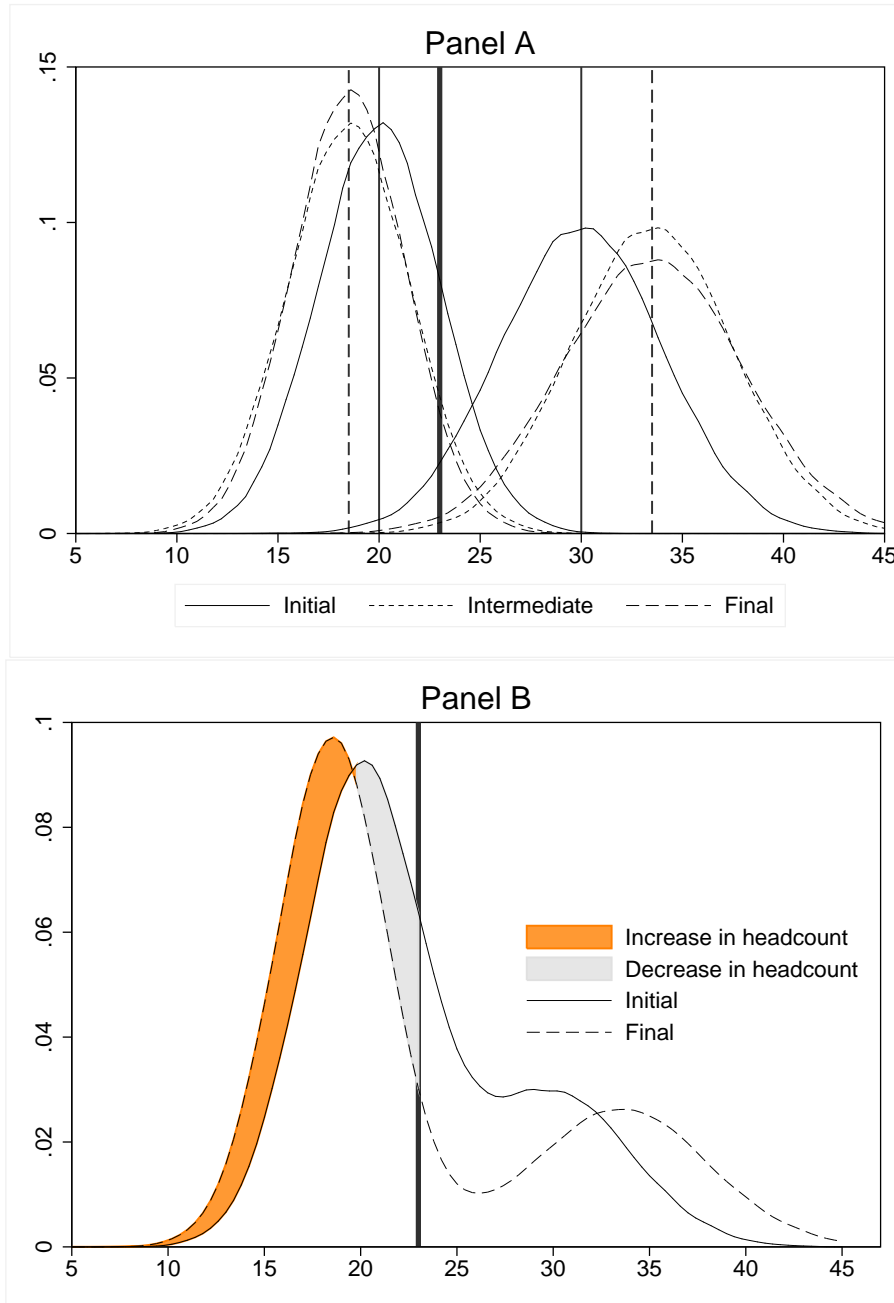 Panel A
.15
.1
.05
0
5 10 15 20 25 30 35 40 45
Initial Intermediate Final
Panel B
.1
.08
.06
.04
.02
0
Increase in headcount
Decrease in headcount
Initial
Final
5 10 15 20 25 30 35 40 45